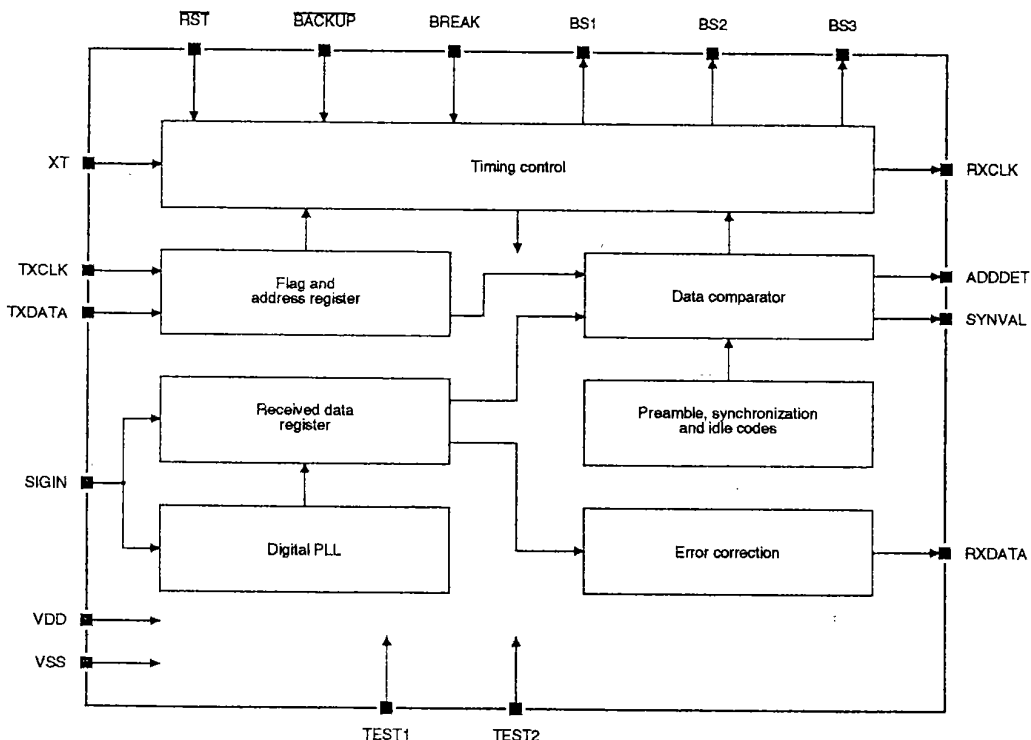 RST
BACKUP
BREAK
BS1
BS2
BS3
XT
Timing control
RXCLK
TXCLK
TXDATA
Flag and
address register
Data comparator
ADDDET
SYNVAL
Received data
register
Preamble, synchronization
and idle codes
SIGIN
Digital PLL
Error correction
RXDATA
VDD
VSS
TEST1
TEST2